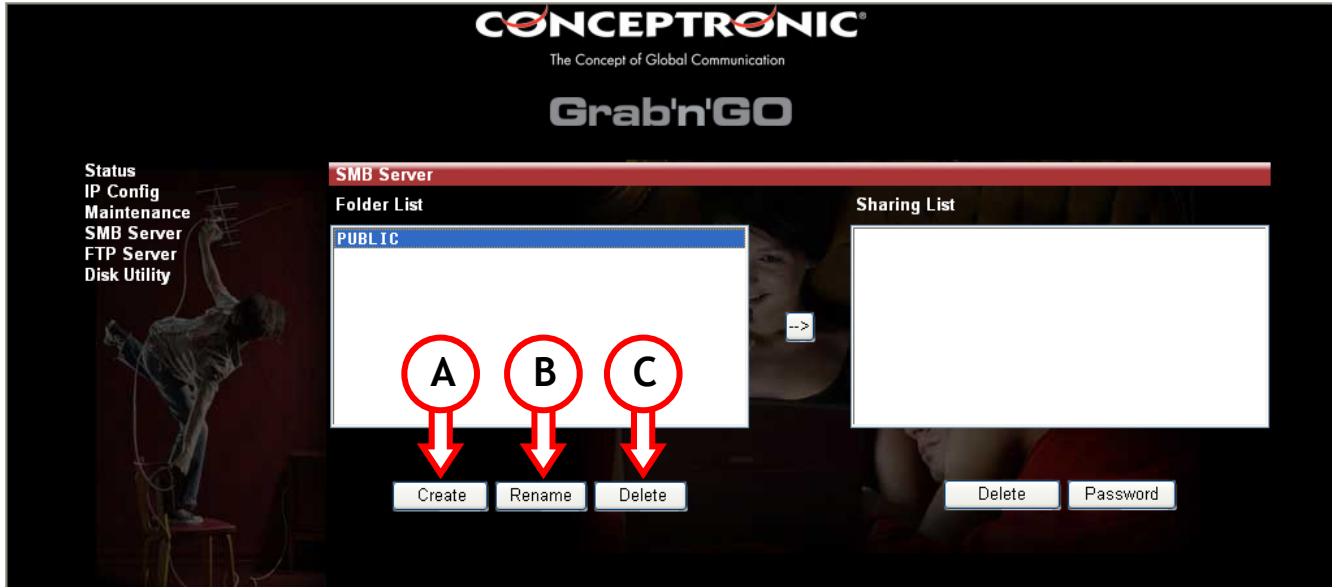 CONCEPTRONIC®
The Concept of Global Communication
Grab'n'GO
Status
IP Config
Maintenance
SMB Server
FTP Server
Disk Utility
SMB Server
Folder List
Sharing List
PUBLIC
-->
A B C
Create Rename Delete
Delete Password